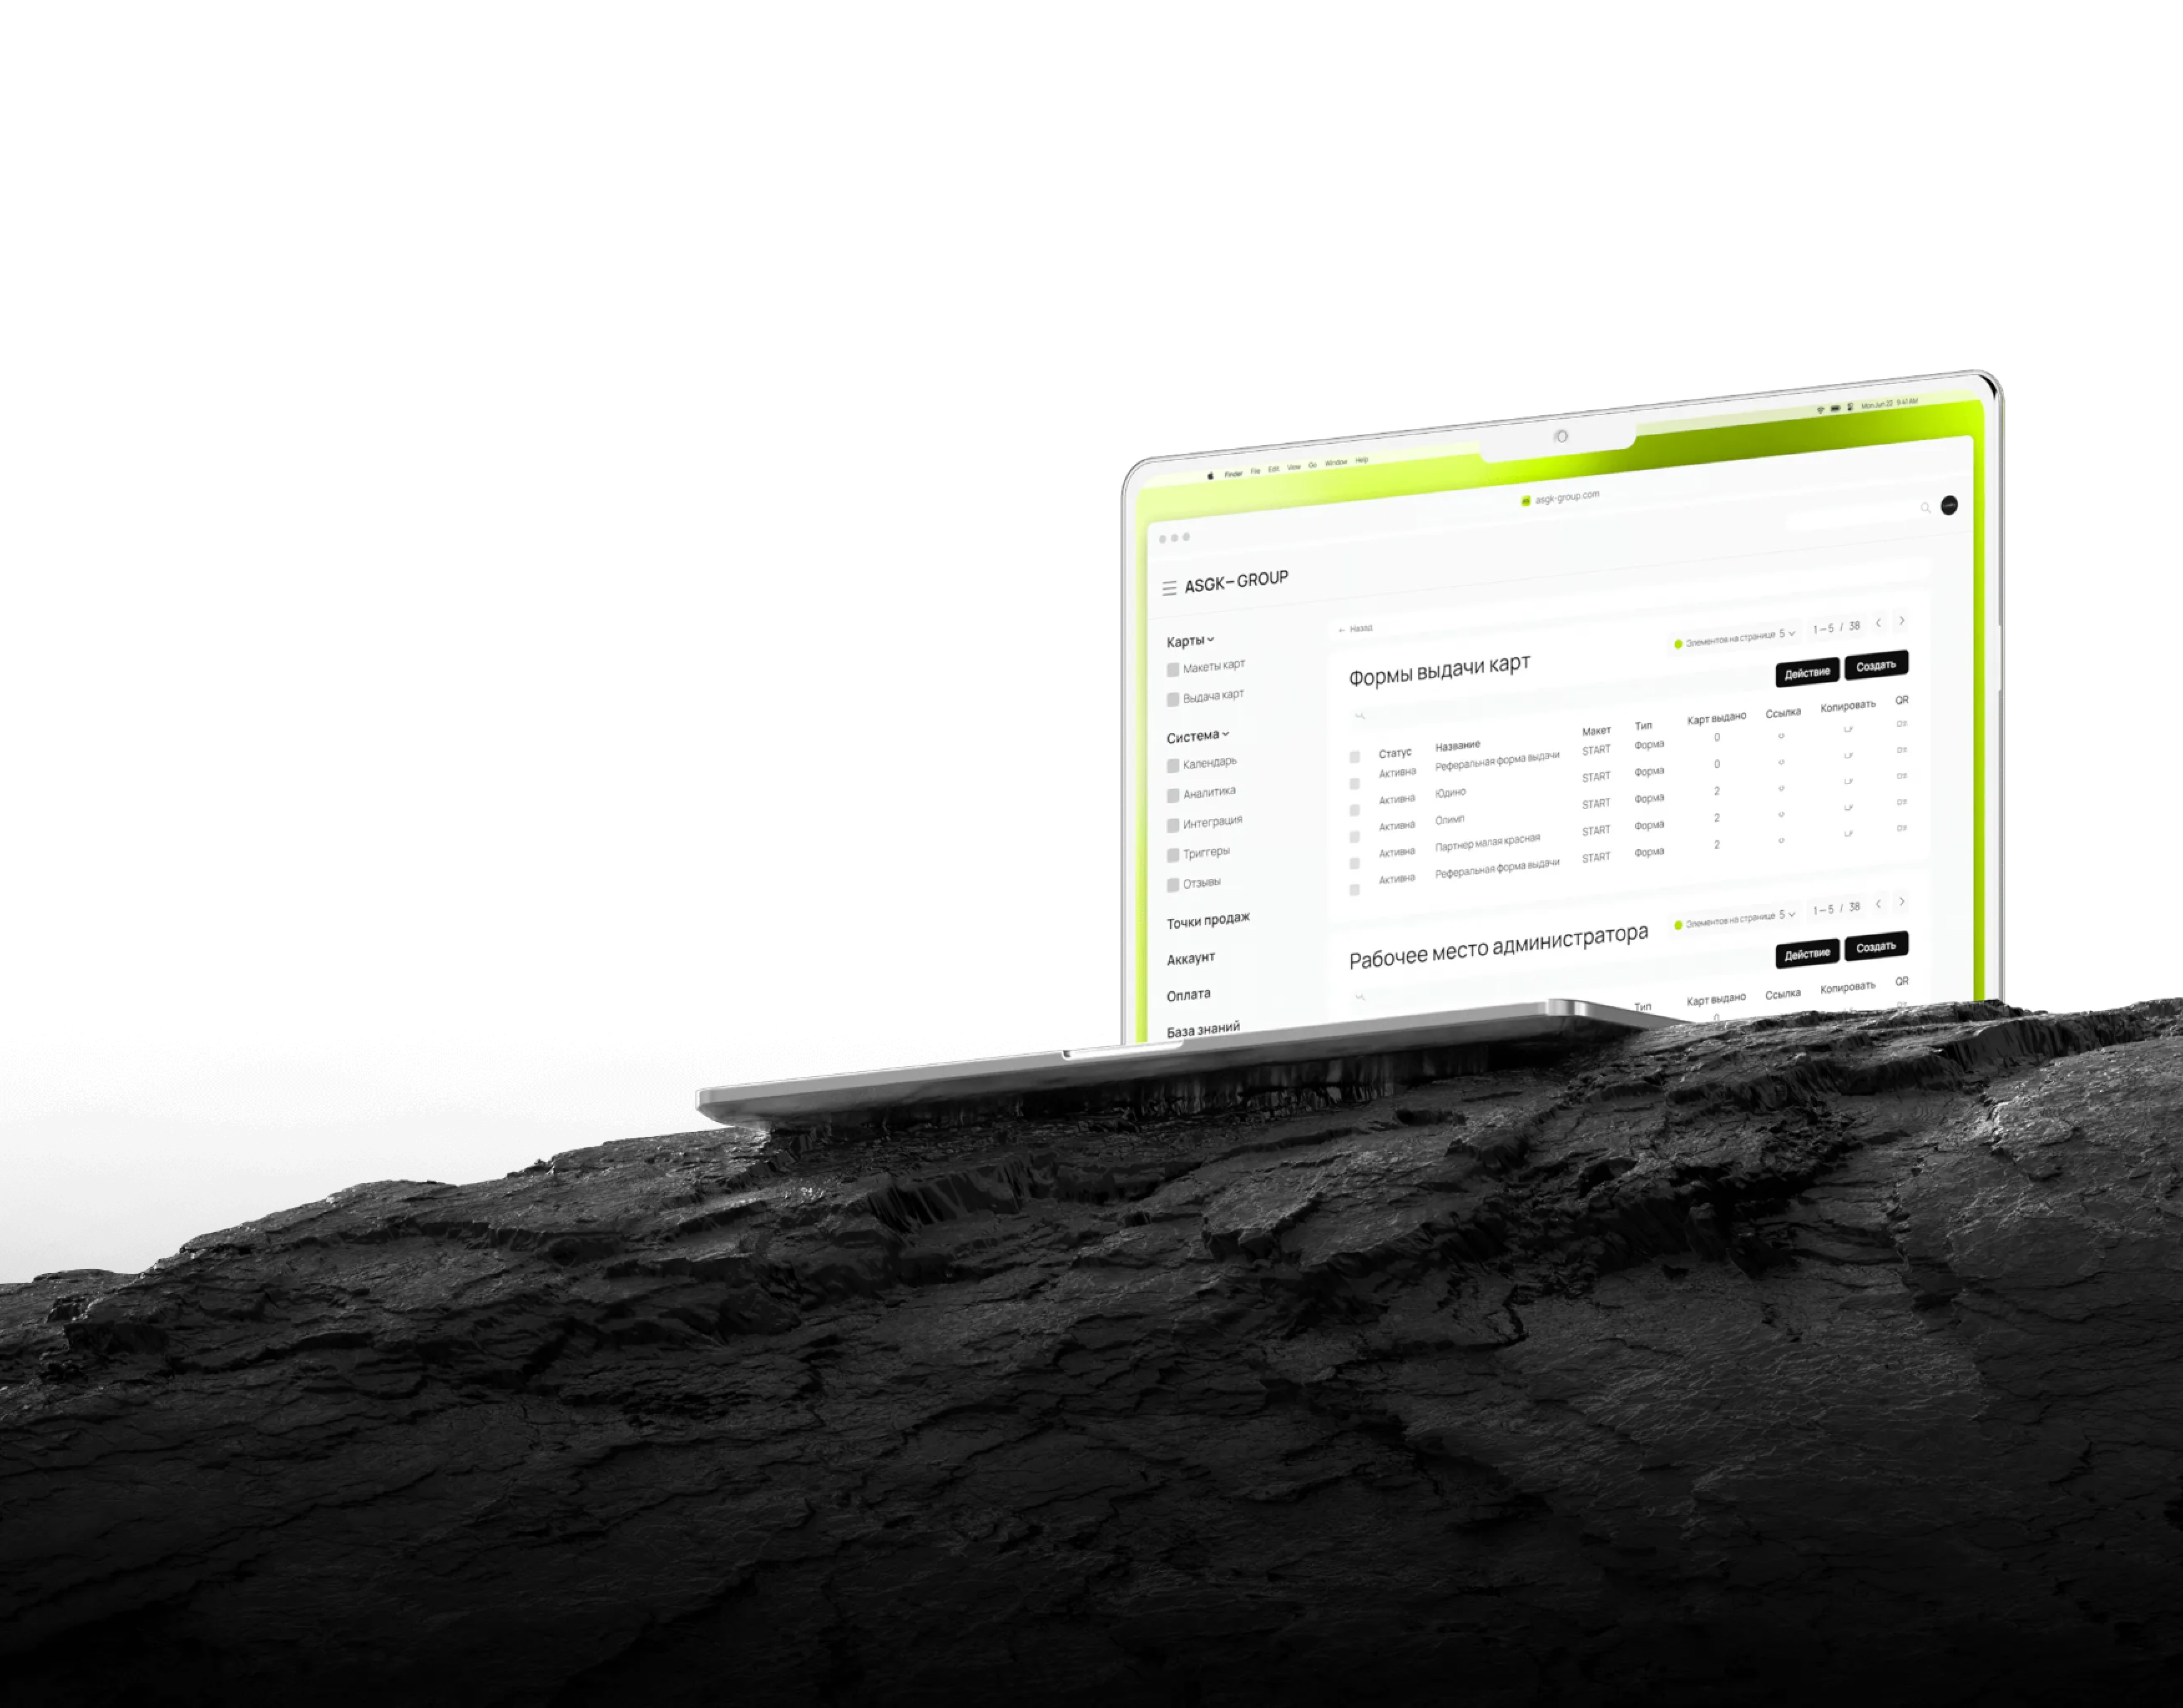 Finder File Edit View Go Window Help
Mon Jun 22 9:41 AM
asgk-group.com
ASGK—GROUP
Карты
Макеты карт
Выдача карт
Система
Календарь
Аналитика
Интеграция
Триггеры
Отзывы
Точки продаж
Аккаунт
Оплата
База знаний
← Назад
Элементов на странице 5
1—5 / 38
Формы выдачи карт
Действие Создать
Статус Название Макет Тип Карт выдано Ссылка Копировать QR
Активна Реферальная форма выдачи START Форма 0
Активна Юдино START Форма 0
Активна Олимп START Форма 2
Активна Партнер малая красная START Форма 2
Активна Реферальная форма выдачи START Форма 2
Элементов на странице 5
1—5 / 38
Рабочее место администратора
Действие Создать
Тип Карт выдано Ссылка Копировать QR
0